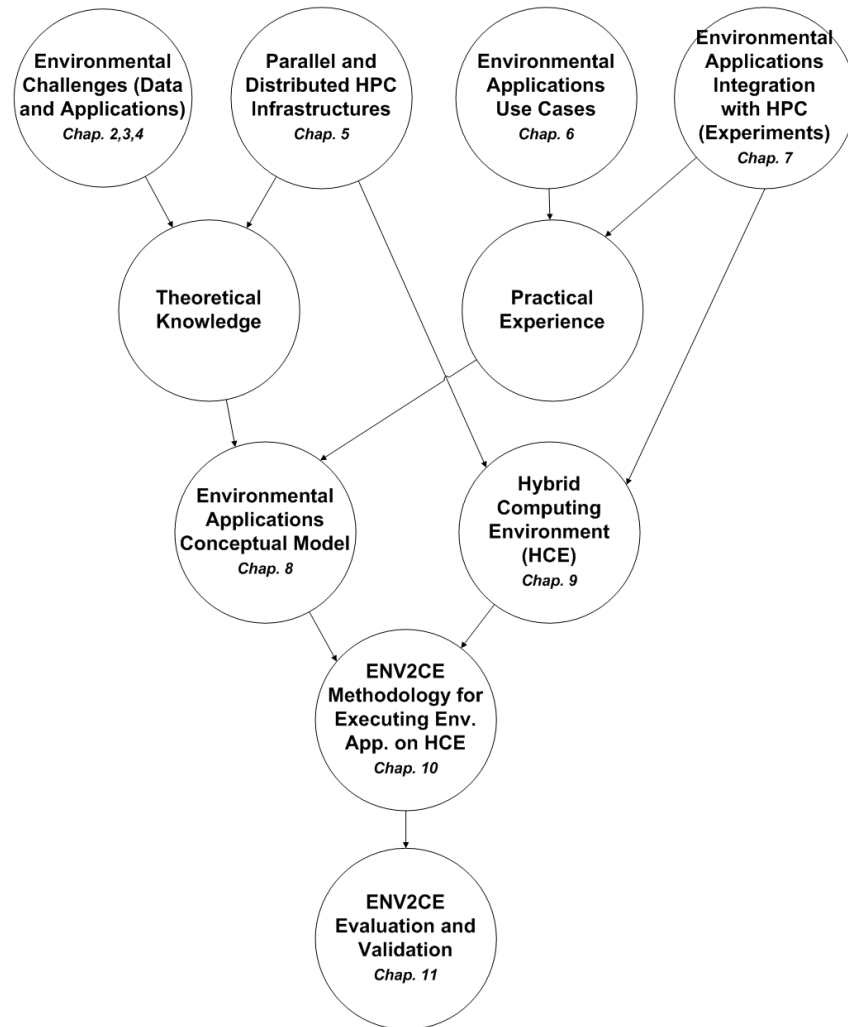 Environmental
Challenges (Data
and Applications)
Chap. 2,3,4
Parallel and
Distributed HPC
Infrastructures
Chap. 5
Environmental
Applications
Use Cases
Chap. 6
Environmental
Applications
Integration
with HPC
(Experiments)
Chap. 7
Theoretical
Knowledge
Practical
Experience
Environmental
Applications
Conceptual Model
Chap. 8
Hybrid
Computing
Environment
(HCE)
Chap. 9
ENV2CE
Methodology for
Executing Env.
App. on HCE
Chap. 10
ENV2CE
Evaluation and
Validation
Chap. 11